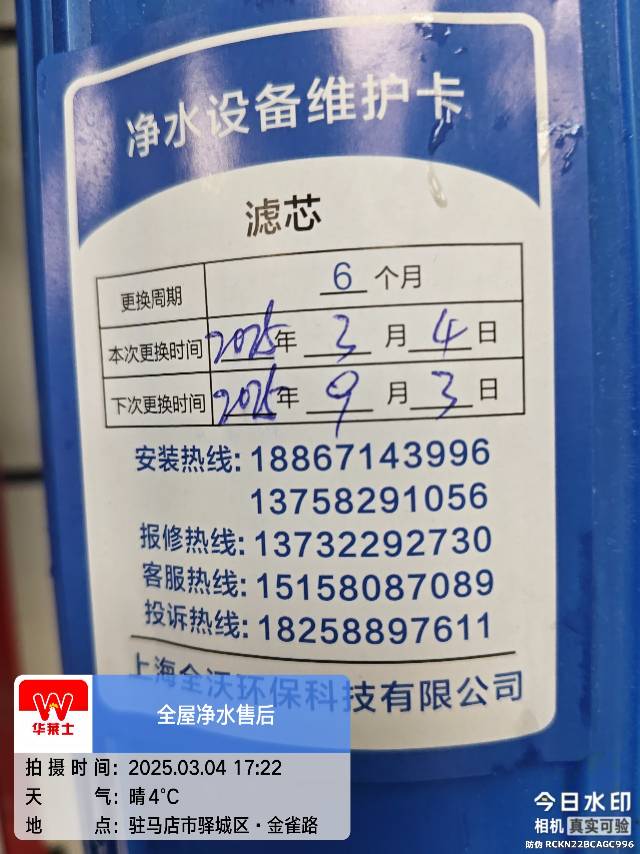 净水设备维护卡
滤芯
更换周期 6 个月
本次更换时间 2025年 3 月 4 日
下次更换时间 2025年 9 月 3 日
安装热线: 18867143996
13758291056
报修热线: 13732292730
客服热线: 15158087089
投诉热线: 18258897611
上海全沃环保科技有限公司
华莱士
全屋净水售后
拍摄时间: 2025.03.04 17:22
天气: 晴4℃
地点: 驻马店市驿城区·金雀路
今日水印
相机 真实可验
防伪 RCKN22BCAGC996